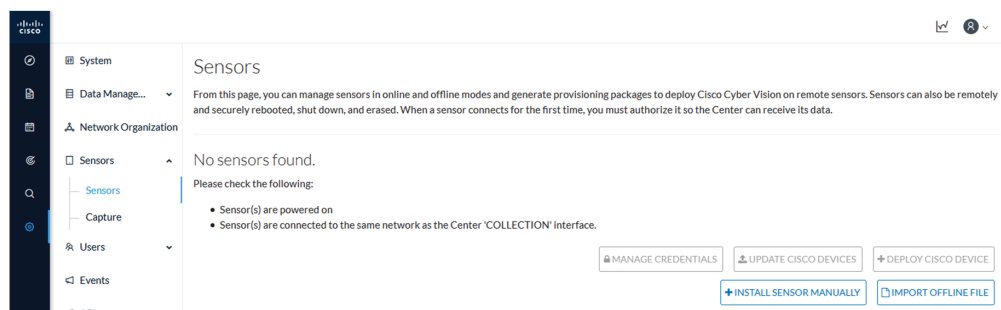 CISCO
System
Data Manage...
Network Organization
Sensors
Sensors
Capture
Users
Events
Sensors
From this page, you can manage sensors in online and offline modes and generate provisioning packages to deploy Cisco Cyber Vision on remote sensors. Sensors can also be remotely
and securely rebooted, shut down, and erased. When a sensor connects for the first time, you must authorize it so the Center can receive its data.
No sensors found.
Please check the following:
• Sensor(s) are powered on
• Sensor(s) are connected to the same network as the Center 'COLLECTION' interface.
MANAGE CREDENTIALS
UPDATE CISCO DEVICES
+ DEPLOY CISCO DEVICE
+ INSTALL SENSOR MANUALLY
IMPORT OFFLINE FILE